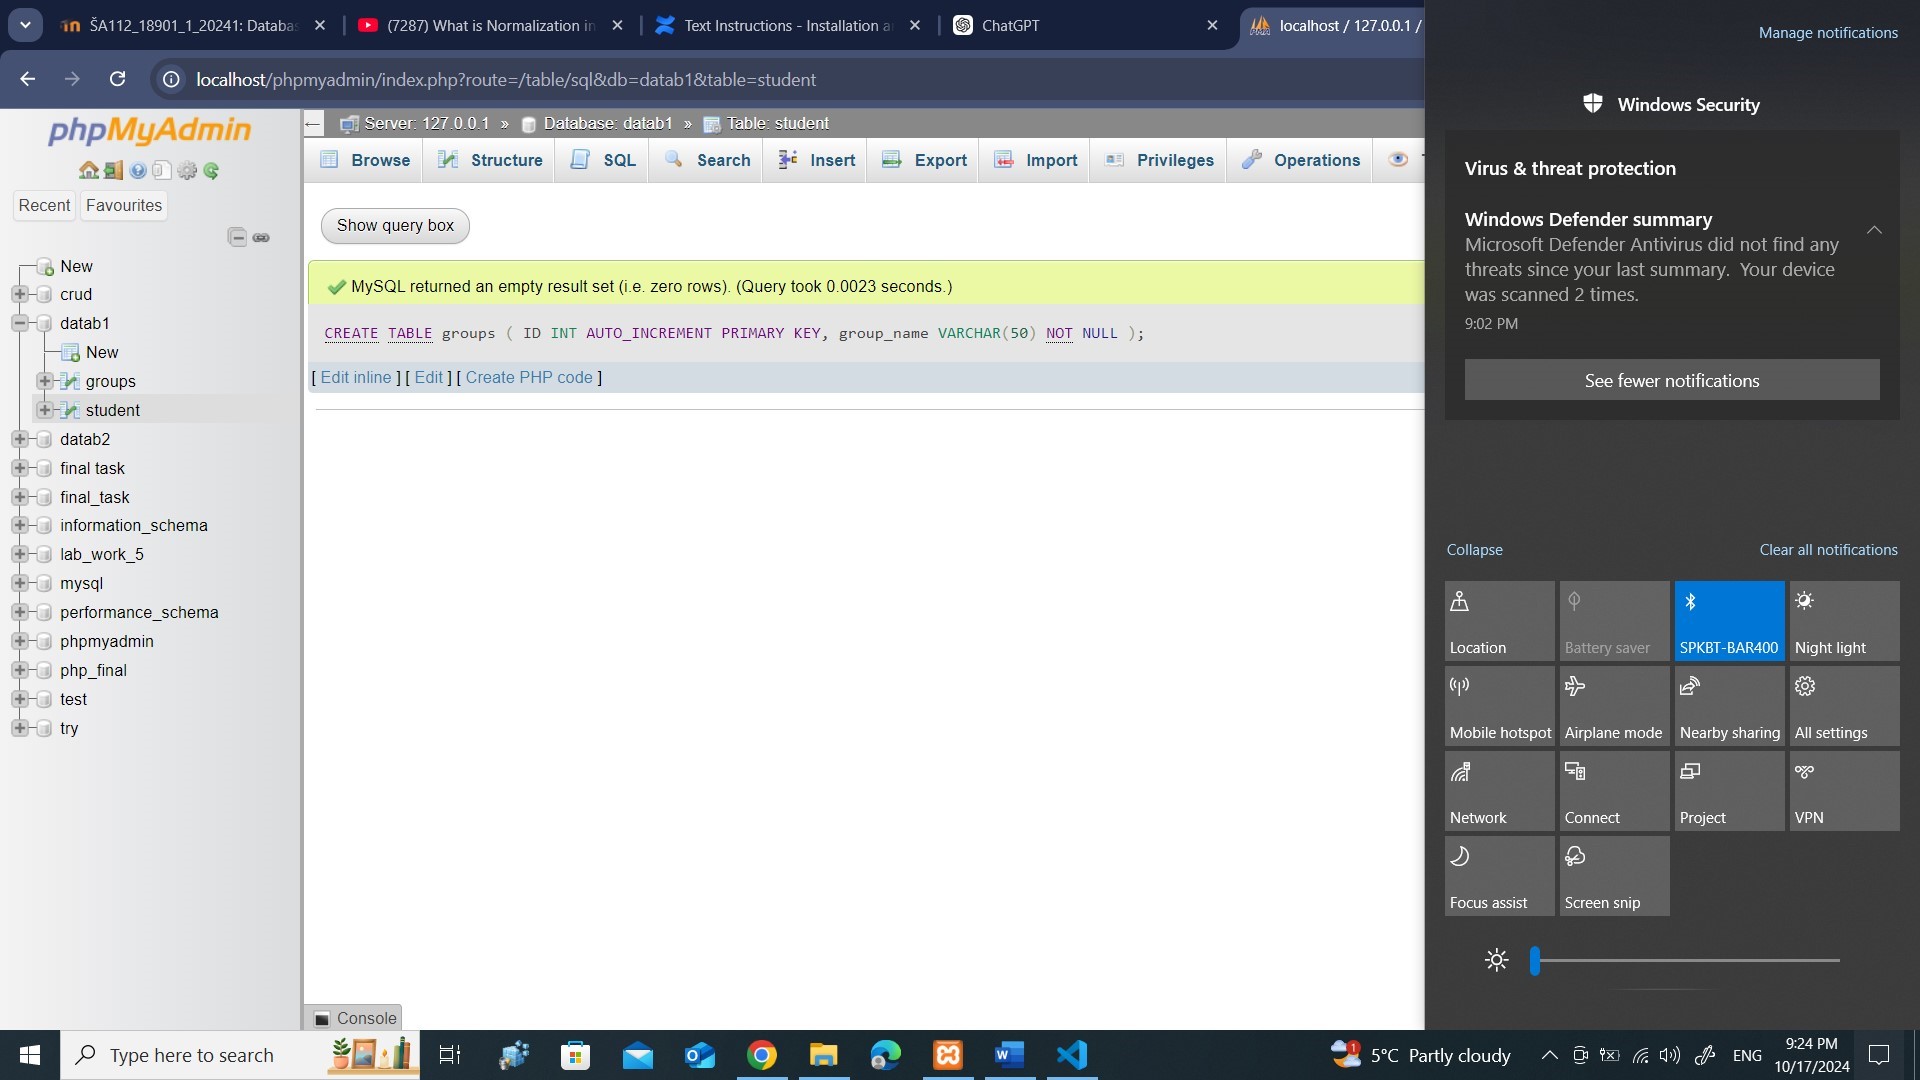 ŠA112_18901_1_20241: Databas
(7287) What is Normalization in
Text Instructions - Installation a
ChatGPT
localhost / 127.0.0.1 /
localhost/phpmyadmin/index.php?route=/table/sql&db=datab1&table=student
phpMyAdmin
Recent
Favourites
New
crud
datab1
New
groups
student
datab2
final task
final_task
information_schema
lab_work_5
mysql
performance_schema
phpmyadmin
php_final
test
try
Server: 127.0.0.1 » Database: datab1 » Table: student
Browse
Structure
SQL
Search
Insert
Export
Import
Privileges
Operations
Show query box
MySQL returned an empty result set (i.e. zero rows). (Query took 0.0023 seconds.)
CREATE TABLE groups ( ID INT AUTO_INCREMENT PRIMARY KEY, group_name VARCHAR(50) NOT NULL );
[ Edit inline ] [ Edit ] [ Create PHP code ]
Console
Manage notifications
Windows Security
Virus & threat protection
Windows Defender summary
Microsoft Defender Antivirus did not find any
threats since your last summary. Your device
was scanned 2 times.
9:02 PM
See fewer notifications
Collapse
Clear all notifications
Location
Battery saver
SPKBT-BAR400
Night light
Mobile hotspot
Airplane mode
Nearby sharing
All settings
Network
Connect
Project
VPN
Focus assist
Screen snip
Type here to search
1
5°C Partly cloudy
ENG
9:24 PM
10/17/2024